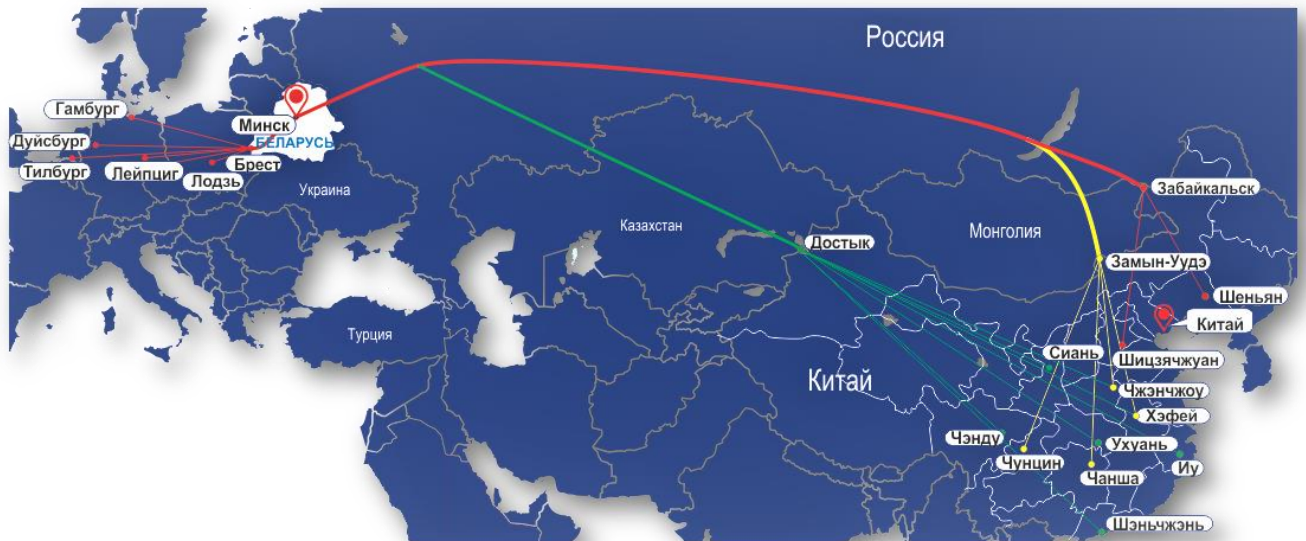 Россия
Гамбург
Минск
Дуйсбург
БЕЛАРУСЬ
Тилбург
Лейпциг
Брест
Лодзь
Украина
Забайкальск
Казахстан
Монголия
Достык
Замын-Уудэ
Шеньян
Китай
Турция
Шицзячжуан
Сиань
Китай
Чжэнчжоу
Хэфей
Чэнду
Ухуань
Чунцин
Иу
Чанша
Шэньчжэнь